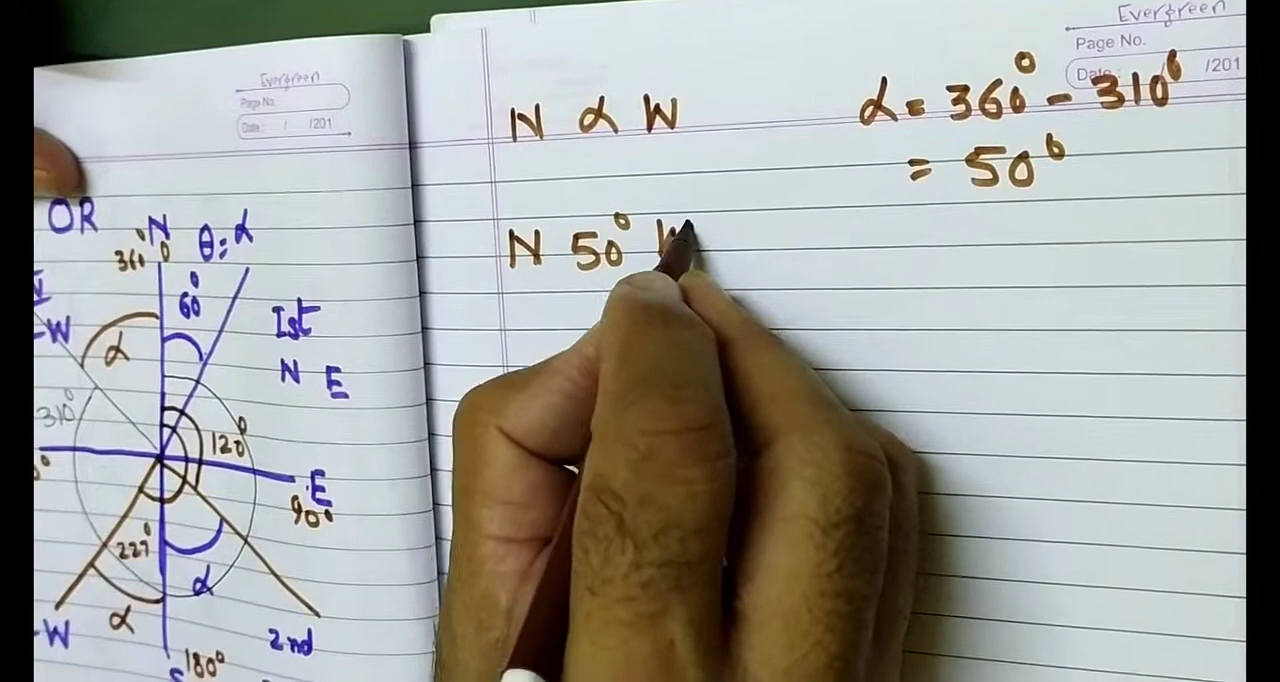 Evergreen
Page No.
Date : / /201
OR
N
360° 0
θ = α
60°
-W
α
Ist
N E
310°
120°
E
90°
227°
α
α
-W
2nd
S 180°
Evergreen
Page No.
Date : /201
N α W
α = 360° - 310°
= 50°
N 50° W